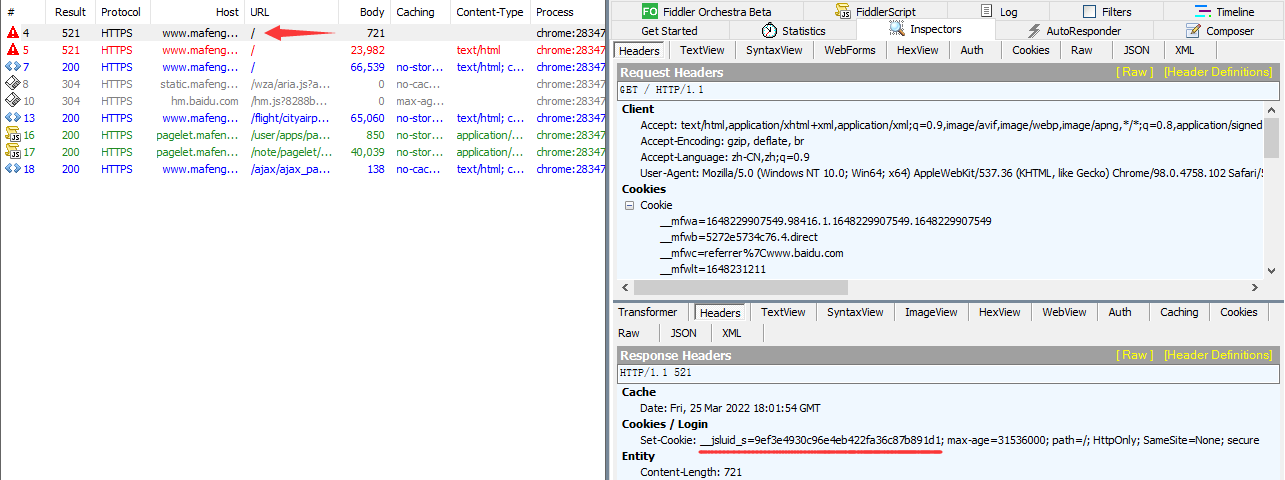 # Result Protocol Host URL Body Caching Content-Type Process
4 521 HTTPS www.mafeng... / 721 chrome:28347
5 521 HTTPS www.mafeng... / 23,982 text/html chrome:28347
7 200 HTTPS www.mafeng... / 66,539 no-stor... text/html; c... chrome:28347
8 304 HTTPS static.mafeng... /wza/aria.js?a... 0 no-cac... chrome:28347
10 304 HTTPS hm.baidu.com /hm.js?8288b... 0 max-ag... chrome:28347
13 200 HTTPS www.mafeng... /flight/cityairp... 65,060 no-stor... text/html; c... chrome:28347
16 200 HTTPS pagelet.mafen... /user/apps/pa... 850 no-stor... application/... chrome:28347
17 200 HTTPS pagelet.mafen... /note/pagelet/... 40,039 no-stor... application/... chrome:28347
18 200 HTTPS www.mafeng... /ajax/ajax_pa... 138 no-cac... text/html; c... chrome:28347
FO Fiddler Orchestra Beta JS FiddlerScript Log Filters Timeline
Get Started Statistics Inspectors AutoResponder Composer
Headers TextView SyntaxView WebForms HexView Auth Cookies Raw JSON XML
Request Headers [ Raw ] [Header Definitions]
GET / HTTP/1.1
Client
Accept: text/html,application/xhtml+xml,application/xml;q=0.9,image/avif,image/webp,image/apng,*/*;q=0.8,application/signed
Accept-Encoding: gzip, deflate, br
Accept-Language: zh-CN,zh;q=0.9
User-Agent: Mozilla/5.0 (Windows NT 10.0; Win64; x64) AppleWebKit/537.36 (KHTML, like Gecko) Chrome/98.0.4758.102 Safari/5
Cookies
Cookie
__mfwa=1648229907549.98416.1.1648229907549.1648229907549
__mfwb=5272e5734c76.4.direct
__mfwc=referrer%7Cwww.baidu.com
__mfwlt=1648231211
Transformer Headers TextView SyntaxView ImageView HexView WebView Auth Caching Cookies
Raw JSON XML
Response Headers [ Raw ] [Header Definitions]
HTTP/1.1 521
Cache
Date: Fri, 25 Mar 2022 18:01:54 GMT
Cookies / Login
Set-Cookie: __jsluid_s=9ef3e4930c96e4eb422fa36c87b891d1; max-age=31536000; path=/; HttpOnly; SameSite=None; secure
Entity
Content-Length: 721